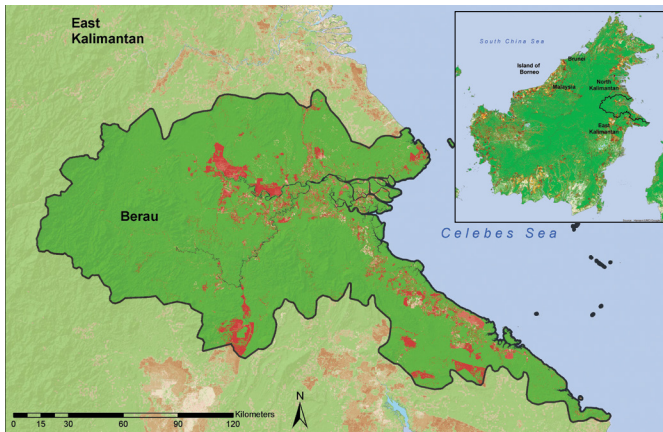 East
Kalimantan
South China Sea
Brunei
Island of
Borneo
Malaysia
North
Kalimantan
East
Kalimantan
Berau
Celebes Sea
N
Kilometers
0 15 30 60 90 120